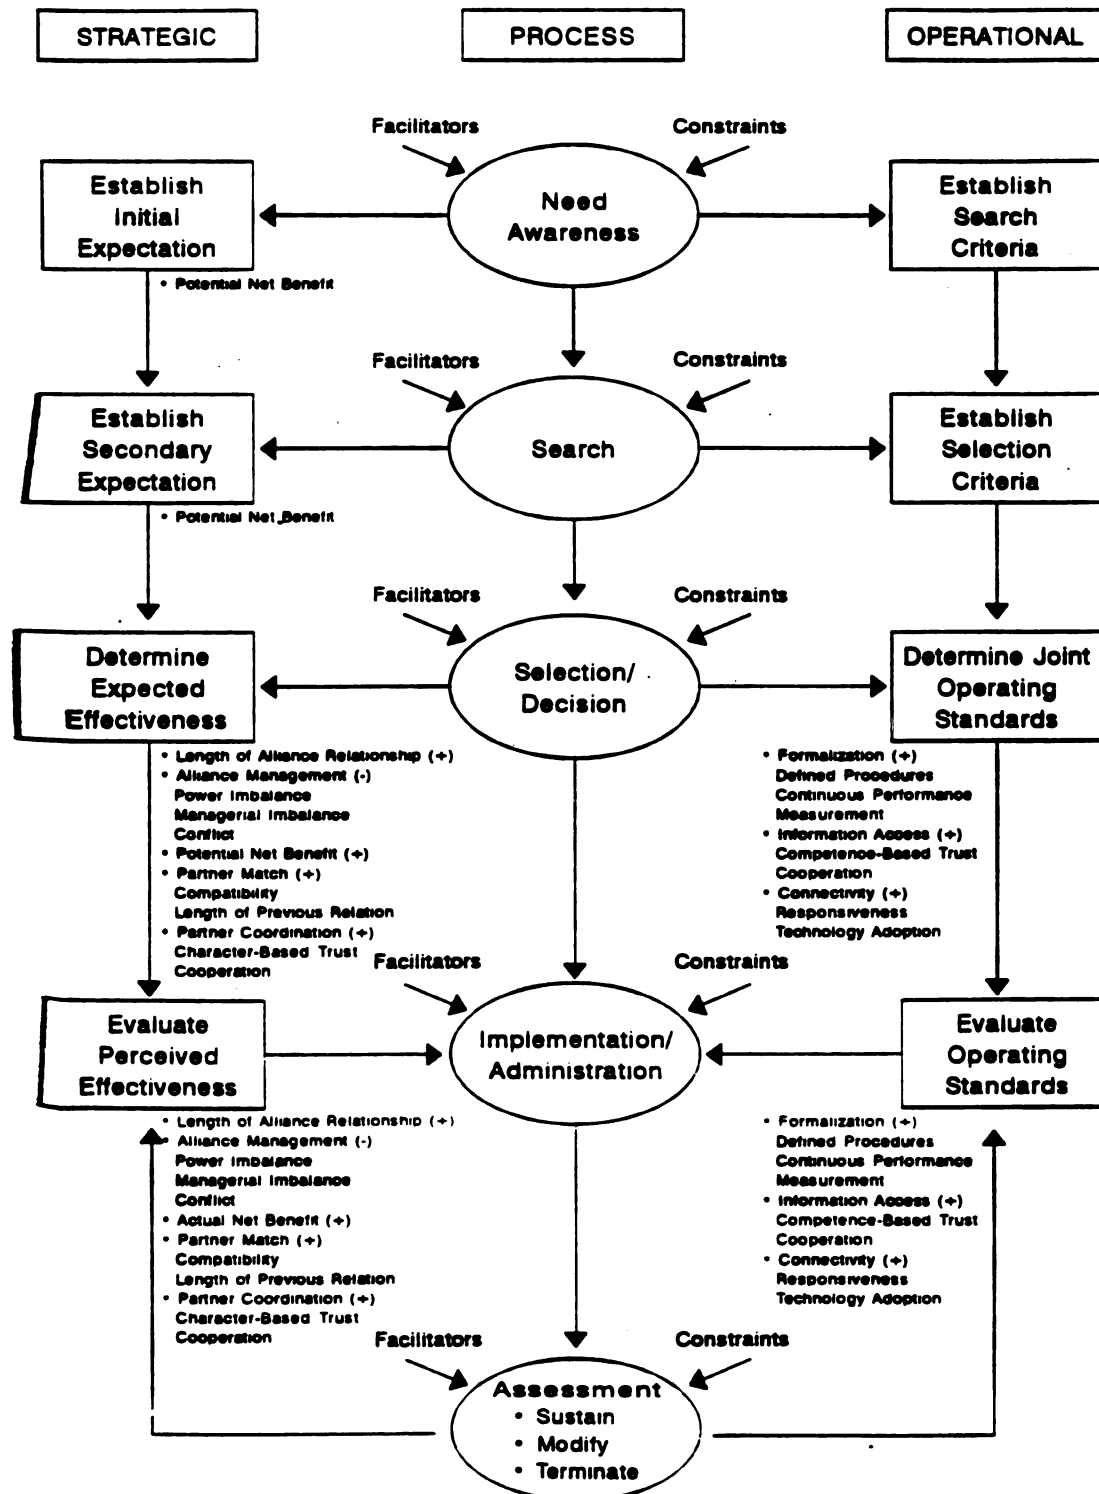 STRATEGIC
PROCESS
OPERATIONAL
Facilitators
Constraints
Establish
Initial
Expectation
Need
Awareness
Establish
Search
Criteria
• Potential Net Benefit
Facilitators
Constraints
Establish
Secondary
Expectation
Search
Establish
Selection
Criteria
• Potential Net Benefit
Facilitators
Constraints
Determine
Expected
Effectiveness
Selection/
Decision
Determine Joint
Operating
Standards
• Length of Alliance Relationship (+)
• Alliance Management (-)
Power Imbalance
Managerial Imbalance
Conflict
• Potential Net Benefit (+)
• Partner Match (+)
Compatibility
Length of Previous Relation
• Partner Coordination (+)
Character-Based Trust
Cooperation
• Formalization (+)
Defined Procedures
Continuous Performance
Measurement
• Information Access (+)
Competence-Based Trust
Cooperation
• Connectivity (+)
Responsiveness
Technology Adoption
Facilitators
Constraints
Evaluate
Perceived
Effectiveness
Implementation/
Administration
Evaluate
Operating
Standards
• Length of Alliance Relationship (+)
• Alliance Management (-)
Power Imbalance
Managerial Imbalance
Conflict
• Actual Net Benefit (+)
• Partner Match (+)
Compatibility
Length of Previous Relation
• Partner Coordination (+)
Character-Based Trust
Cooperation
• Formalization (+)
Defined Procedures
Continuous Performance
Measurement
• Information Access (+)
Competence-Based Trust
Cooperation
• Connectivity (+)
Responsiveness
Technology Adoption
Facilitators
Constraints
Assessment
• Sustain
• Modify
• Terminate